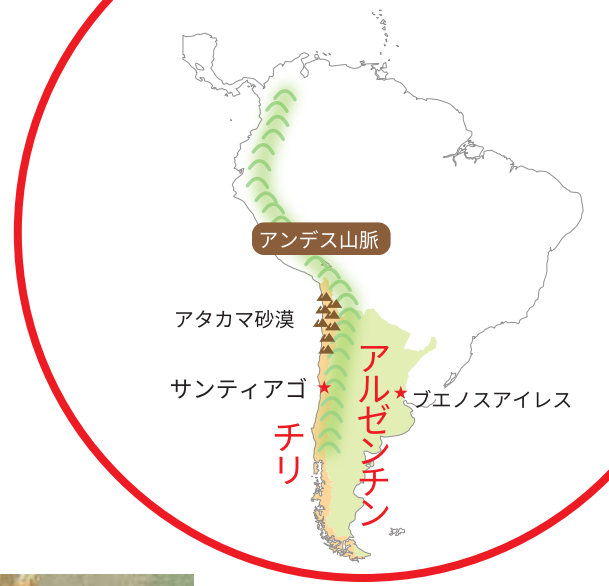 アンデス山脈
アタカマ砂漠
サンティアゴ
ブエノスアイレス
チリ
アルゼンチン